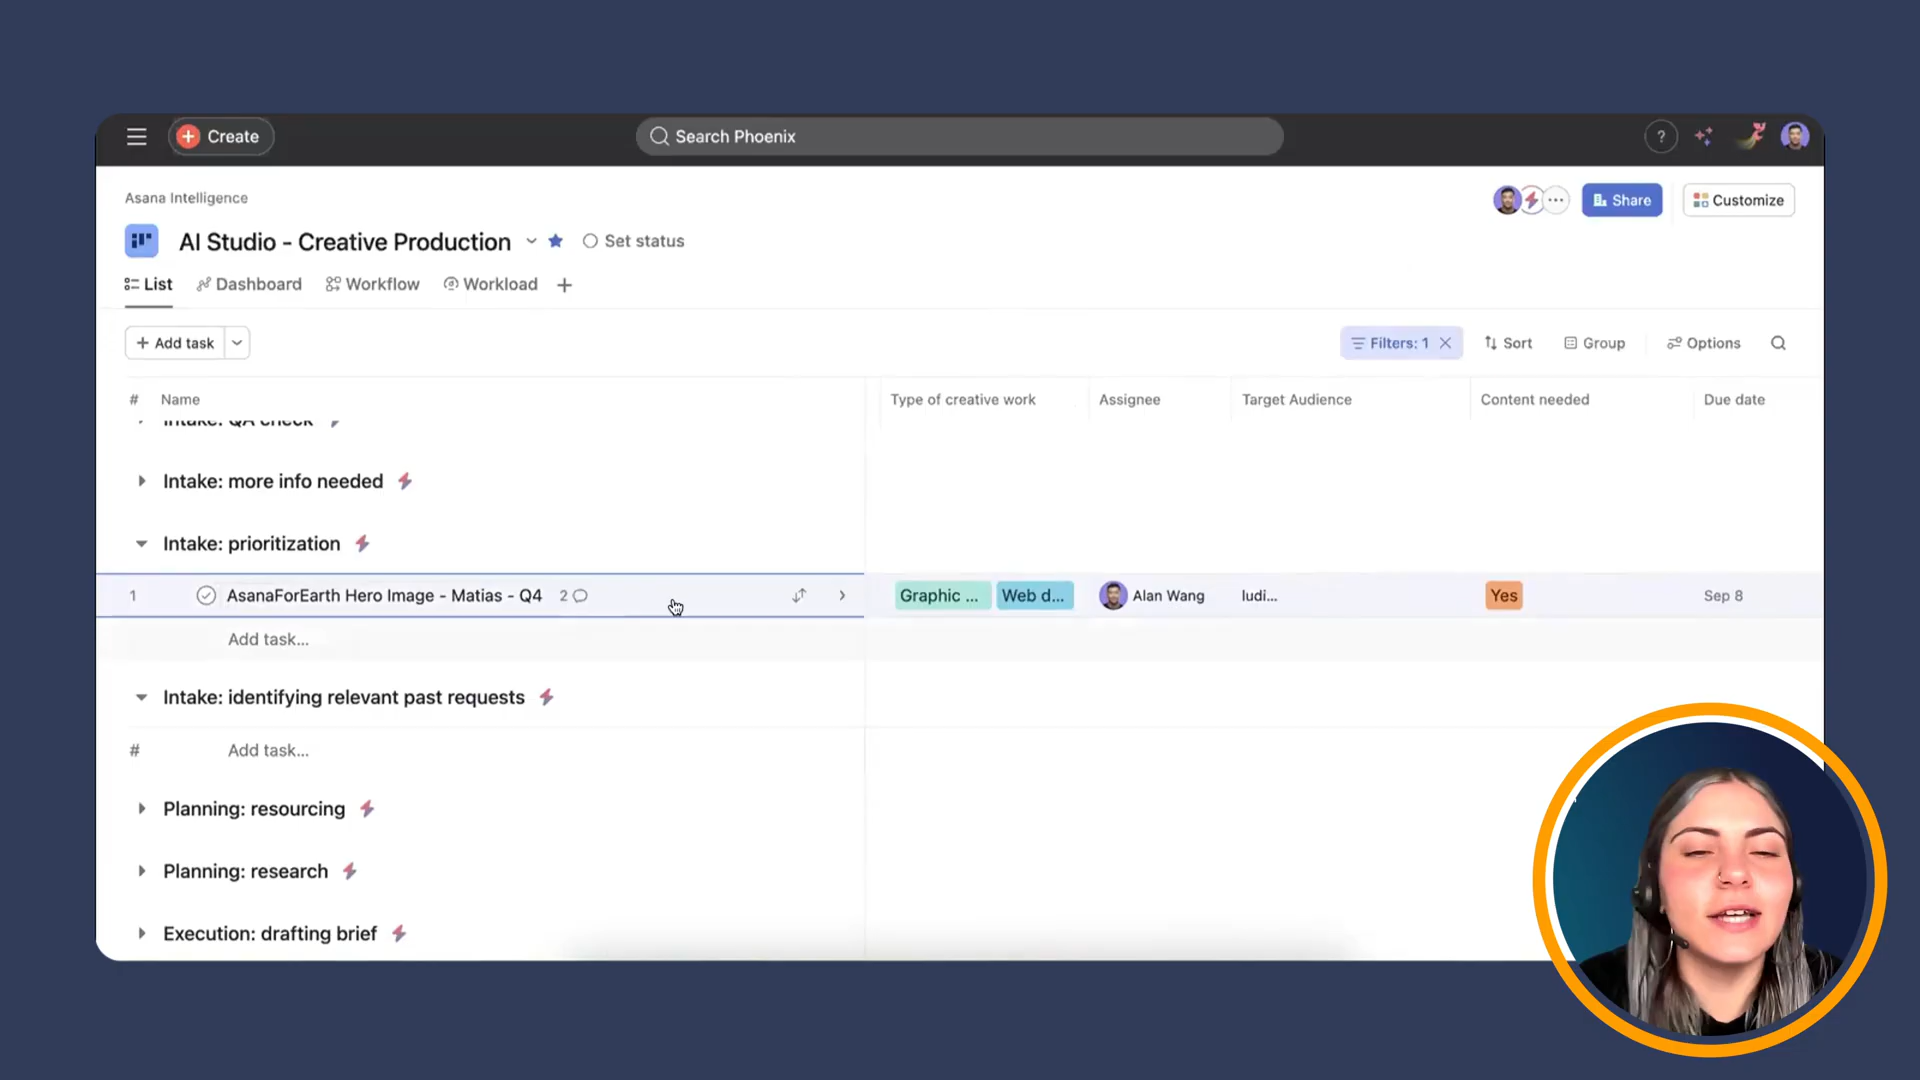 Create
Search Phoenix
?
Asana Intelligence
Share
Customize
AI Studio - Creative Production
Set status
List
Dashboard
Workflow
Workload
+
+ Add task
Filters: 1
Sort
Group
Options
# Name Type of creative work Assignee Target Audience Content needed Due date
Intake: QA check
Intake: more info needed
Intake: prioritization
1 AsanaForEarth Hero Image - Matias - Q4 2 Graphic ... Web d... Alan Wang ludi... Yes Sep 8
Add task...
Intake: identifying relevant past requests
# Add task...
Planning: resourcing
Planning: research
Execution: drafting brief